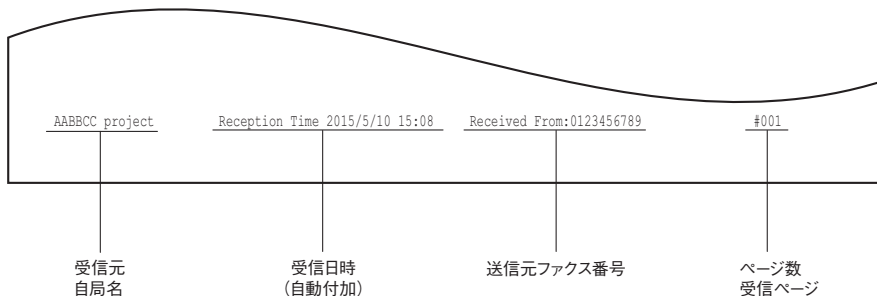 AABBCC project
Reception Time 2015/5/10 15:08
Received From:0123456789
#001
受信元
自局名
受信日時
（自動付加）
送信元ファクス番号
ページ数
受信ページ